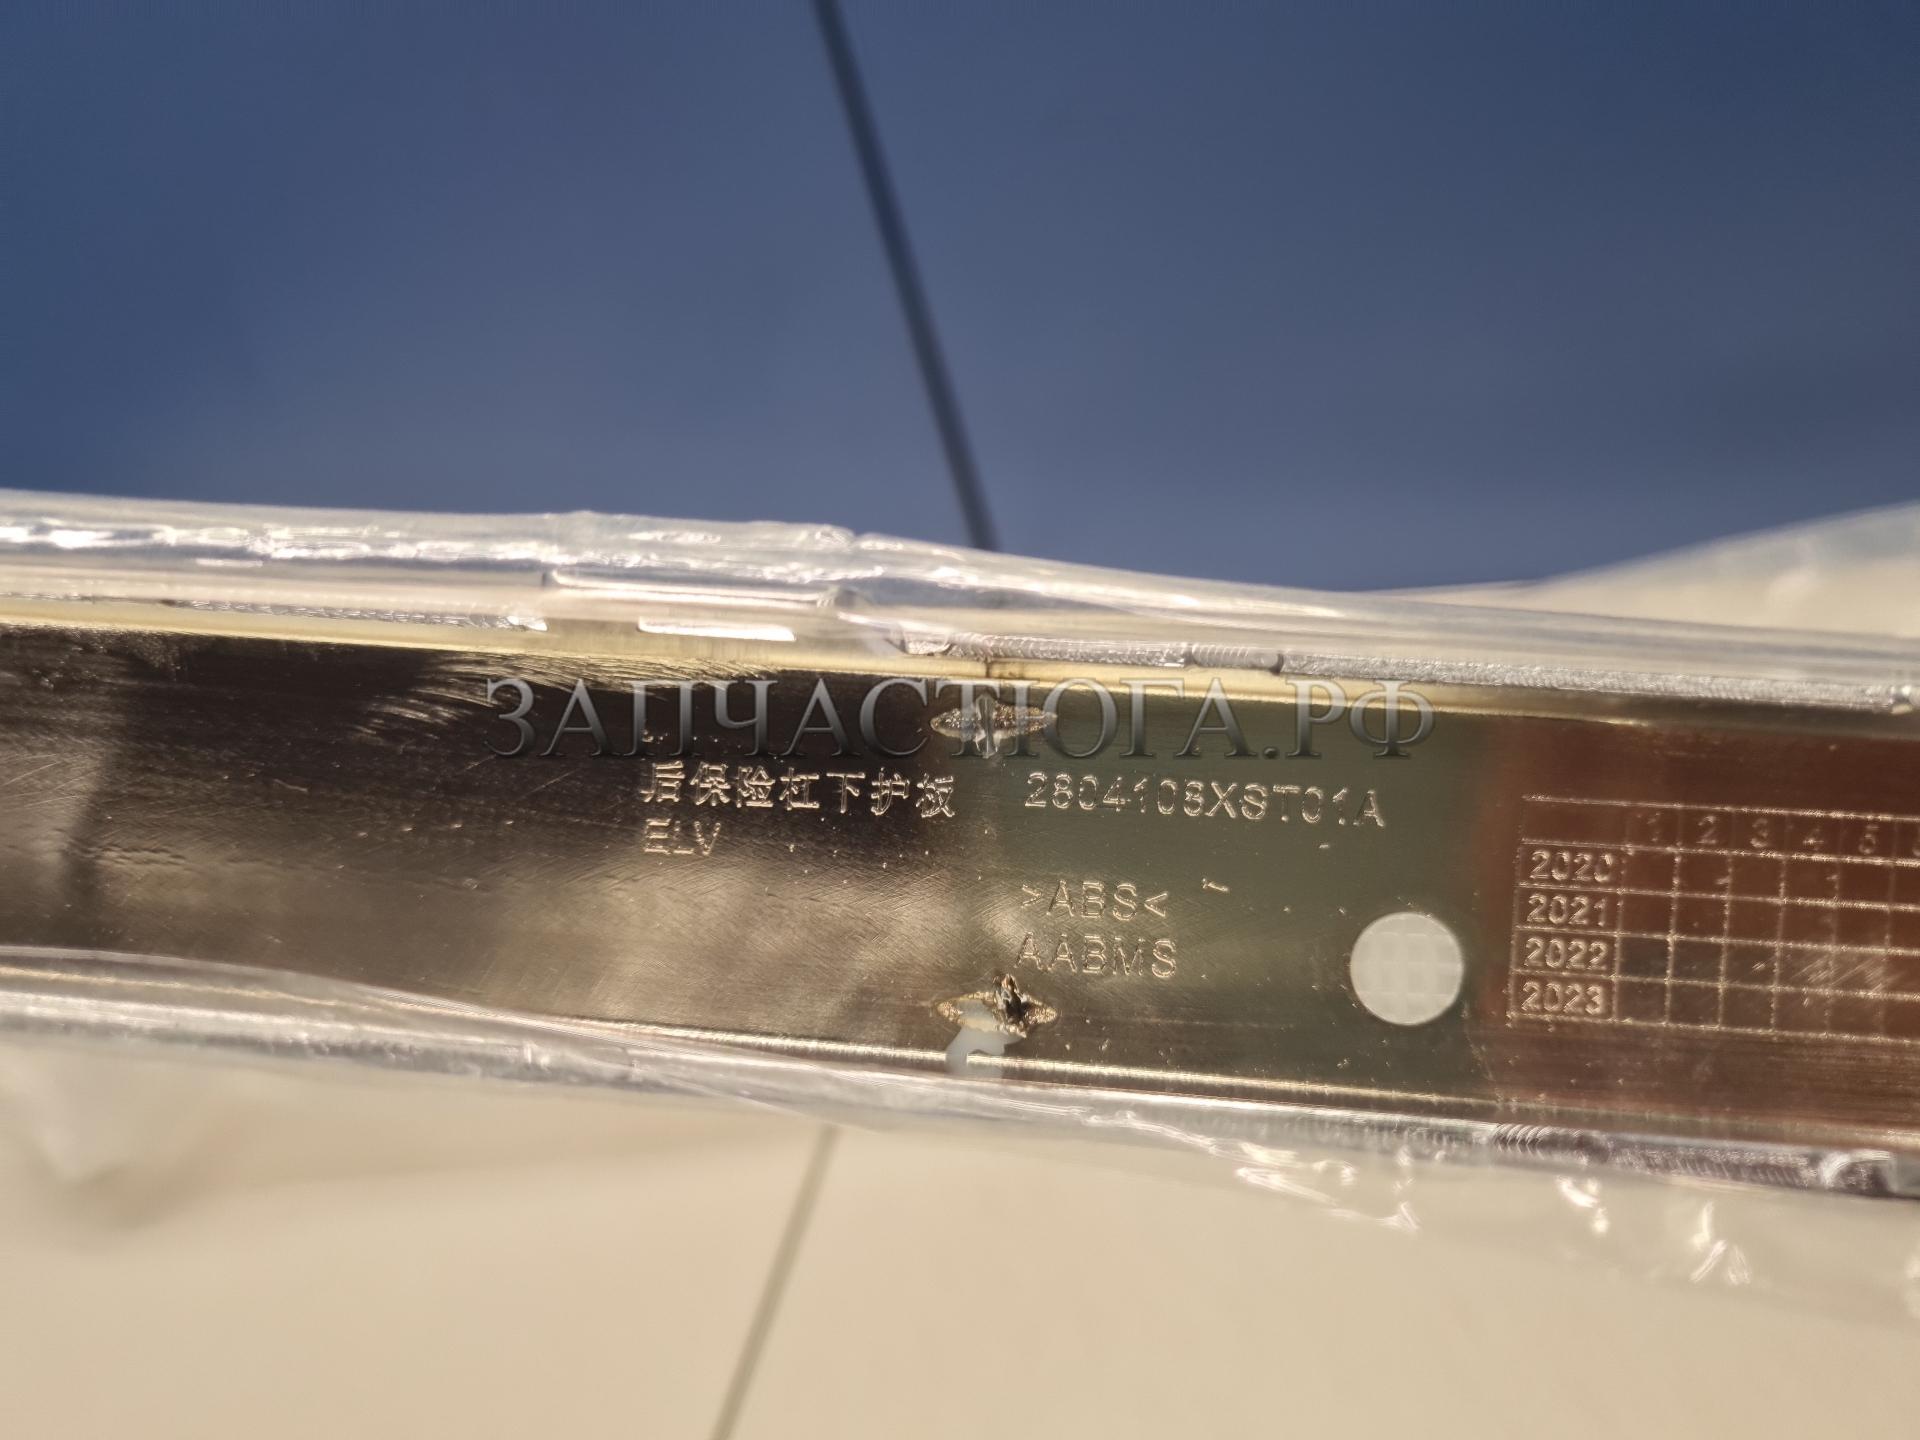 ЗАПЧАСТЮГА.РФ
后保险杠下护板 2804108XST01A
ELV
>ABS<
AABMS
1 2 3 4 5
2020
2021
2022
2023